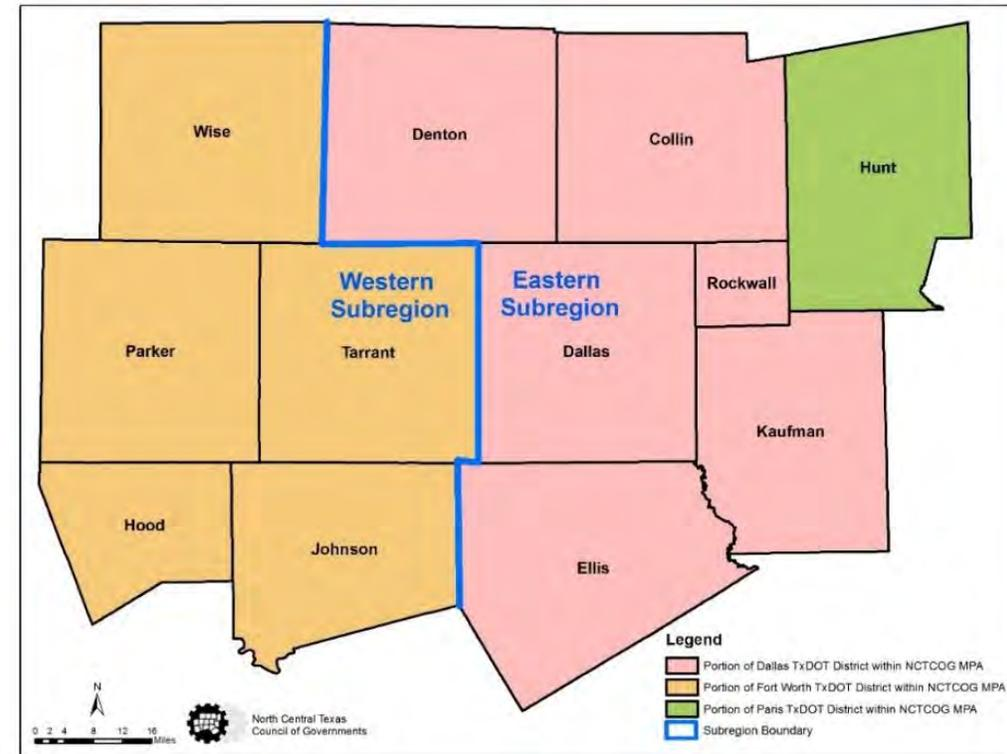 Wise
Denton
Collin
Hunt
Western
Subregion
Eastern
Subregion
Rockwall
Parker
Tarrant
Dallas
Kaufman
Hood
Johnson
Ellis
Legend
Portion of Dallas TxDOT District within NCTCOG MPA
Portion of Fort Worth TxDOT District within NCTCOG MPA
Portion of Paris TxDOT District within NCTCOG MPA
Subregion Boundary
N
0 2 4 8 12 16
Miles
North Central Texas
Council of Governments